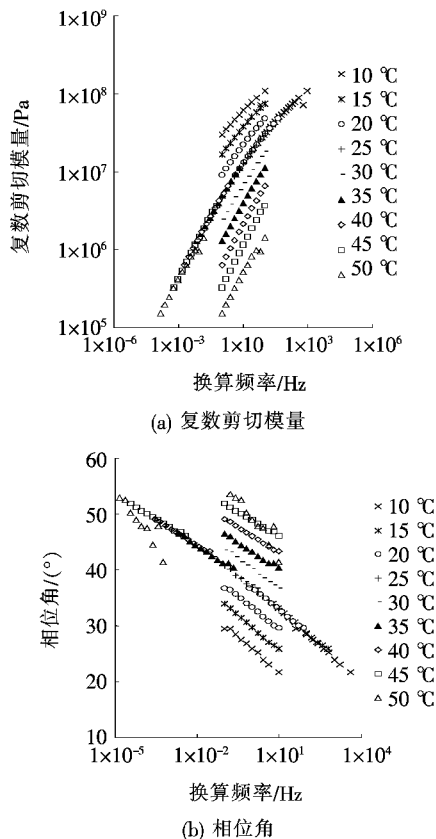 复数剪切模量/Pa
1×10⁸
1×10⁷
1×10⁶
1×10⁵
1×10⁻⁶
1×10⁻³
1×10
1×10³
1×10⁶
换算频率/Hz
× 10 ℃
15 ℃
○ 20 ℃
+ 25 ℃
- 30 ℃
▲ 35 ℃
◇ 40 ℃
□ 45 ℃
△ 50 ℃
(a) 复数剪切模量
相位角/(°)
60
50
40
30
20
10
1×10⁻⁵
1×10⁻²
1×10¹
1×10⁴
换算频率/Hz
× 10 ℃
15 ℃
○ 20 ℃
+ 25 ℃
- 30 ℃
▲ 35 ℃
◇ 40 ℃
□ 45 ℃
△ 50 ℃
(b) 相位角